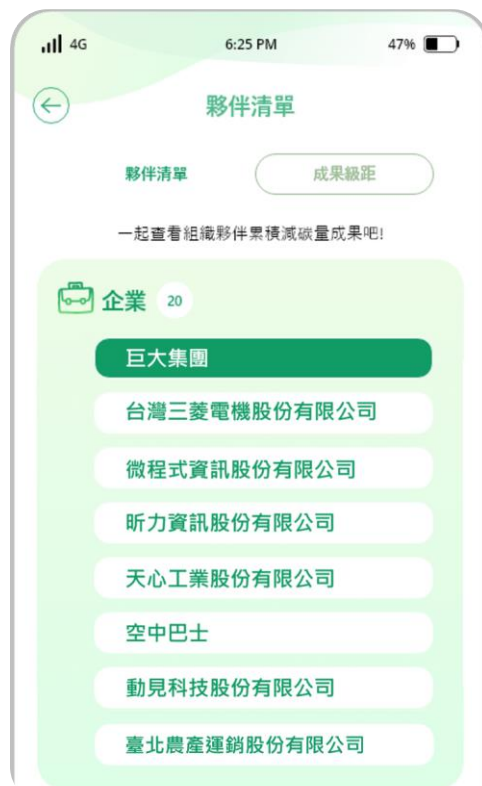 4G 6:25 PM 47%
夥伴清單
夥伴清單 成果級距
一起查看組織夥伴累積減碳量成果吧!
企業 20
巨大集團
台灣三菱電機股份有限公司
微程式資訊股份有限公司
昕力資訊股份有限公司
天心工業股份有限公司
空中巴士
動見科技股份有限公司
臺北農產運銷股份有限公司